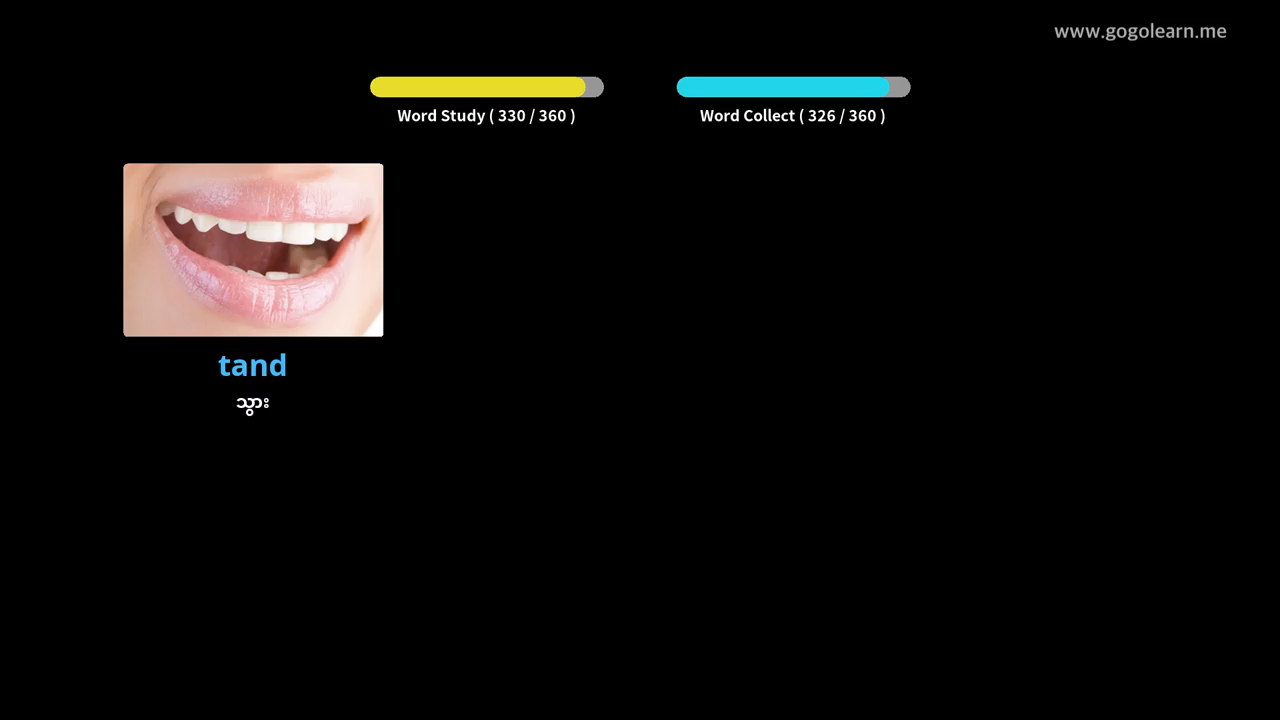 www.gogolearn.me
Word Study ( 330 / 360 )
Word Collect ( 326 / 360 )
tand
သွား